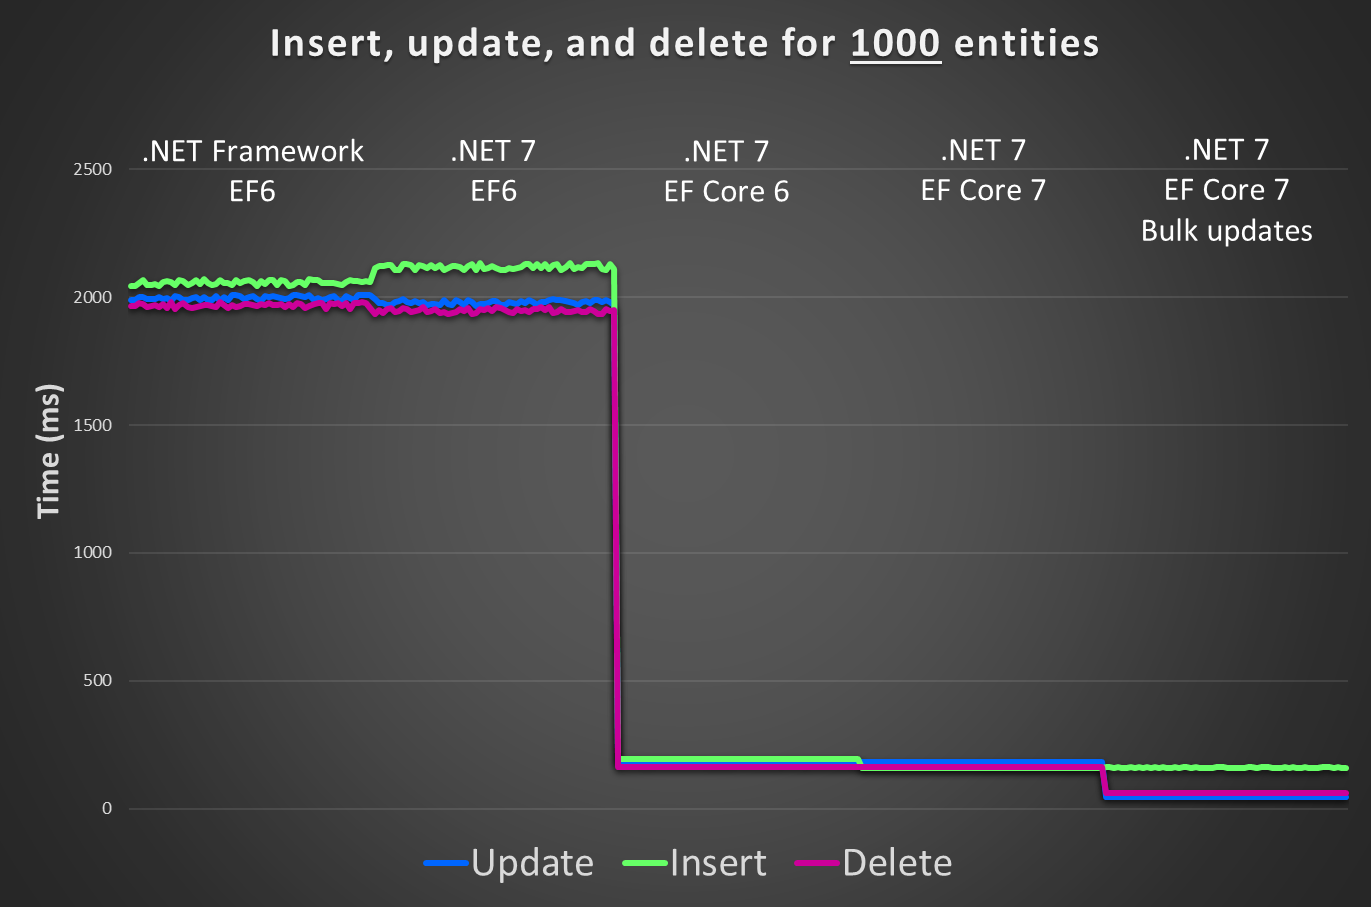 Insert, update, and delete for 1000 entities
.NET Framework
EF6
.NET 7
EF6
.NET 7
EF Core 6
.NET 7
EF Core 7
.NET 7
EF Core 7
Bulk updates
Time (ms)
2500
2000
1500
1000
500
0
Update
Insert
Delete